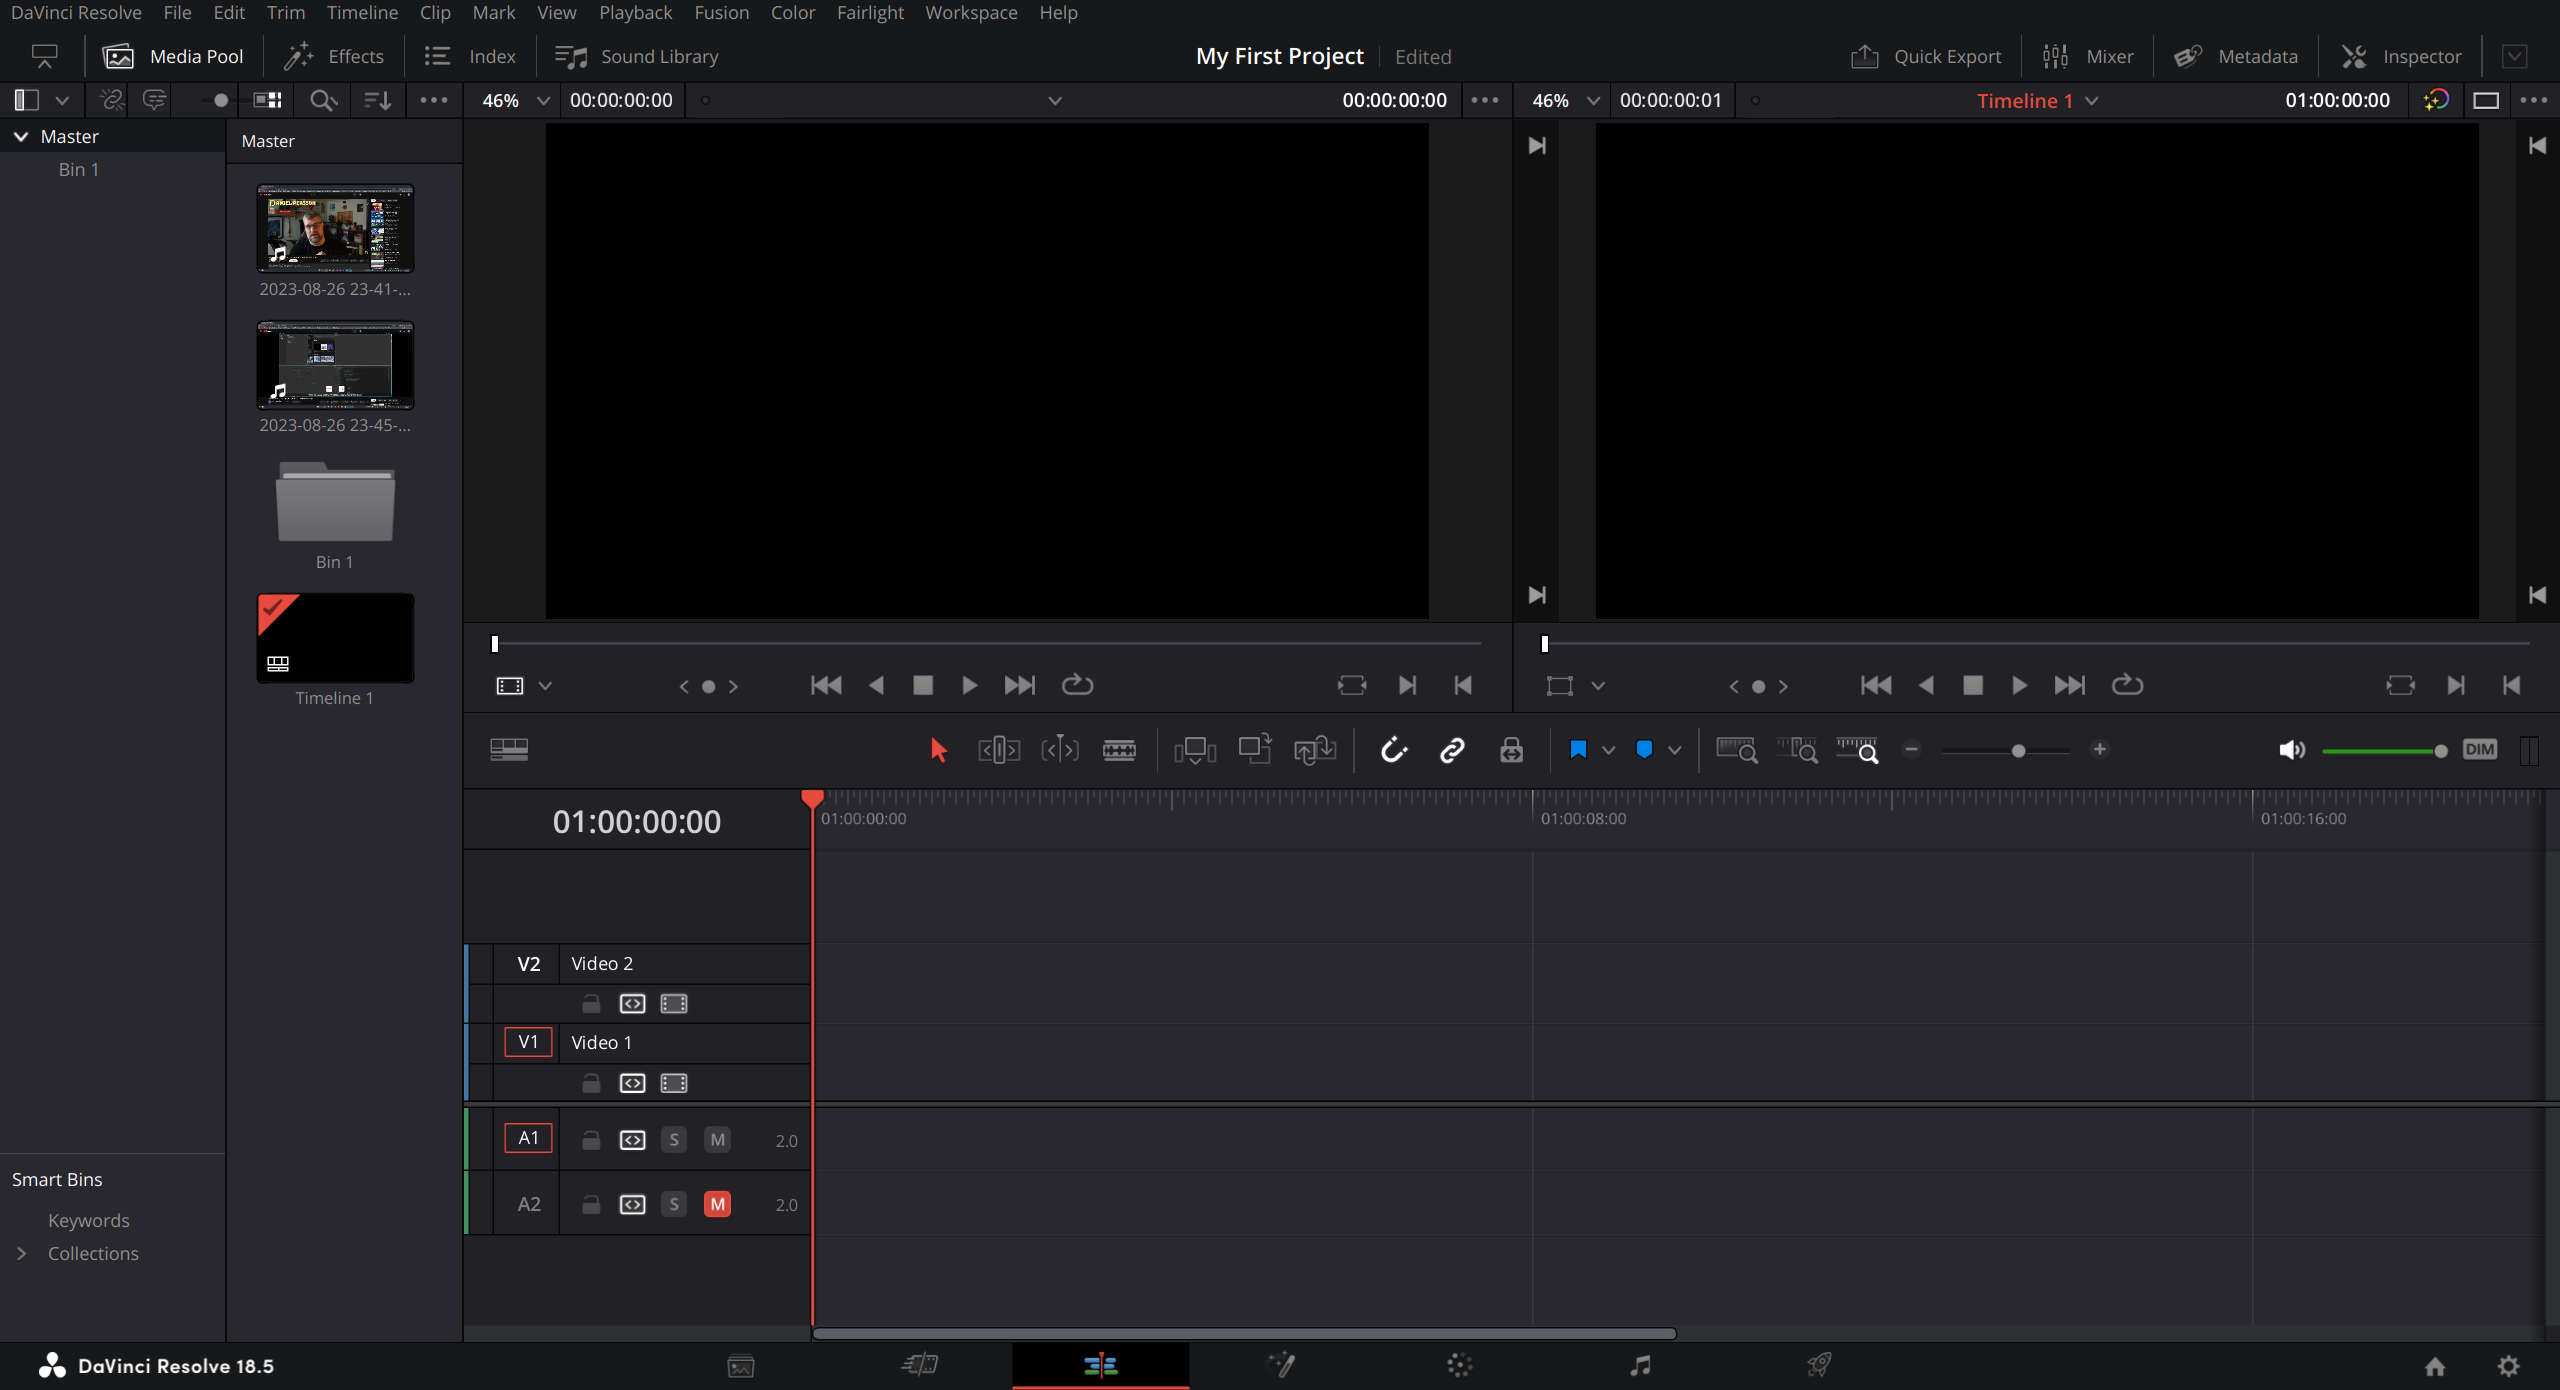 DaVinci Resolve File Edit Trim Timeline Clip Mark View Playback Fusion Color Fairlight Workspace Help
Media Pool Effects Index Sound Library My First Project Edited Quick Export Mixer Metadata Inspector
46% 00:00:00:00 00:00:00:00 46% 00:00:00:01 Timeline 1 01:00:00:00
Master
Bin 1
Master
2023-08-26 23-41-...
2023-08-26 23-45-...
Bin 1
Timeline 1
DIM
01:00:00:00
01:00:00:00 01:00:08:00 01:00:16:00
V2 Video 2
V1 Video 1
A1 S M 2.0
A2 S M 2.0
Smart Bins
Keywords
Collections
DaVinci Resolve 18.5